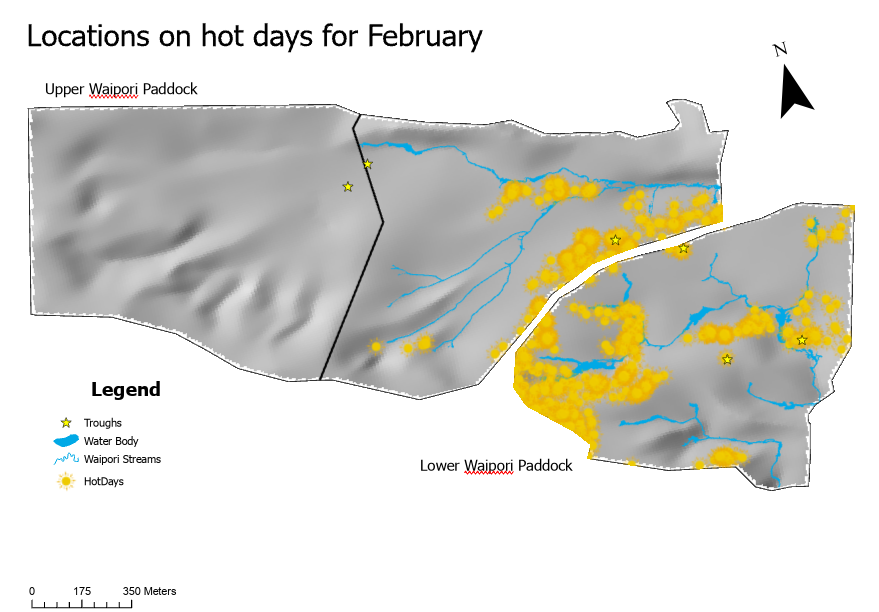 Locations on hot days for February
N
Upper Waipori Paddock
Legend
Troughs
Water Body
Waipori Streams
HotDays
Lower Waipori Paddock
0 175 350 Meters